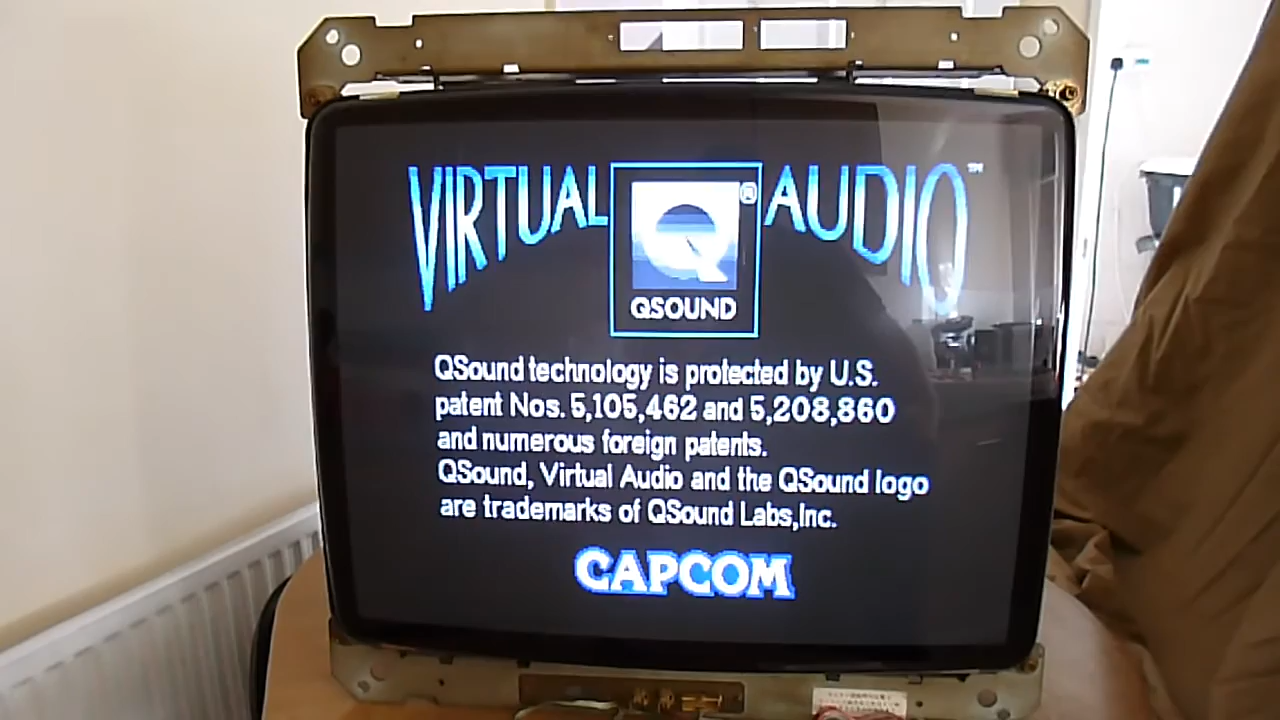 VIRTUAL AUDIO™
®
QSOUND
QSound technology is protected by U.S.
patent Nos. 5,105,462 and 5,208,860
and numerous foreign patents.
QSound, Virtual Audio and the QSound logo
are trademarks of QSound Labs,Inc.
CAPCOM